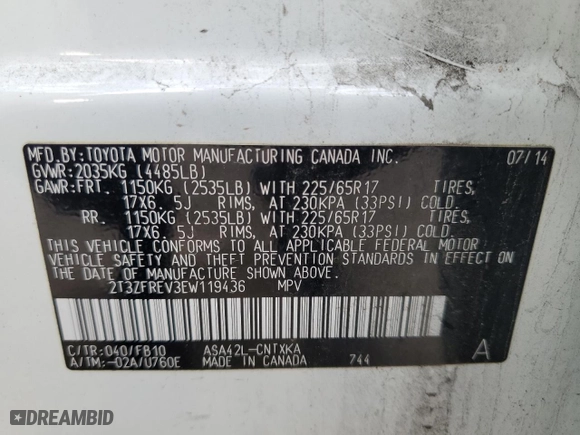 MFD.BY:TOYOTA MOTOR MANUFACTURING CANADA INC. 07/14
GVWR:2035KG (4485LB)
GAWR:FRT. 1150KG (2535LB) WITH 225/65R17 TIRES,
17X6. 5J RIMS, AT 230KPA (33PSI) COLD.
RR. 1150KG (2535LB) WITH 225/65R17 TIRES,
17X6. 5J RIMS, AT 230KPA (33PSI) COLD.
THIS VEHICLE CONFORMS TO ALL APPLICABLE FEDERAL MOTOR
VEHICLE SAFETY AND THEFT PREVENTION STANDARDS IN EFFECT ON
THE DATE OF MANUFACTURE SHOWN ABOVE.
2T3ZFREV3EW119436 MPV
C/TR:040/FB10 ASA42L-CNTXKA A
A/TM:-02A/U760E MADE IN CANADA 744
DREAMBID